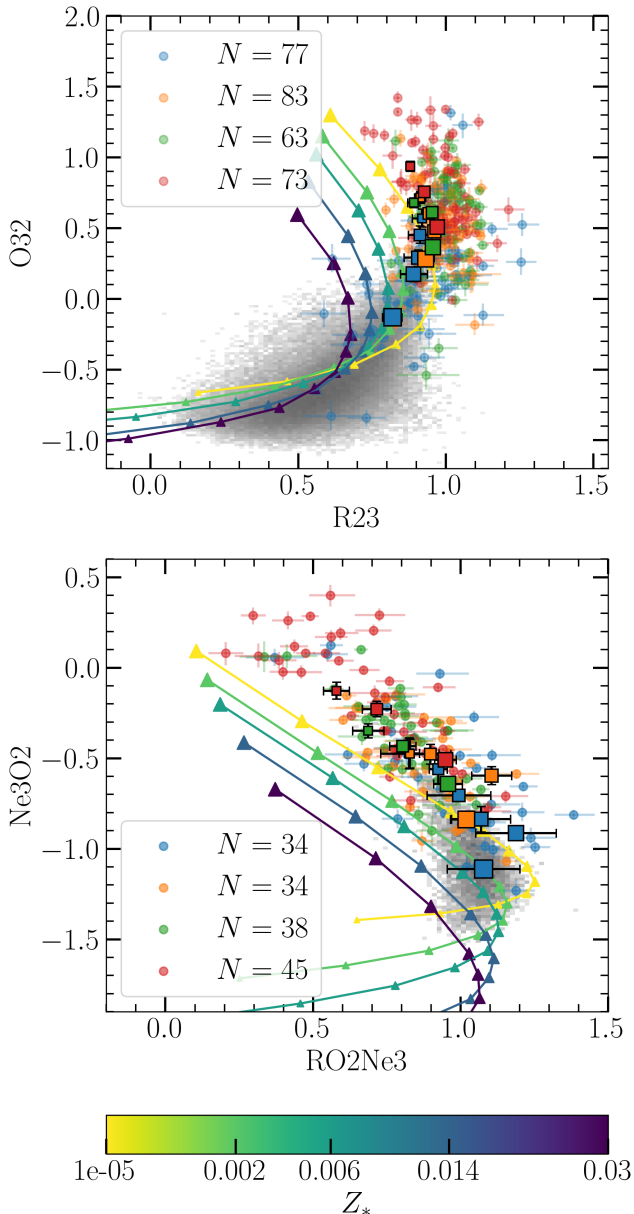 2.0
1.5
1.0
0.5
0.0
−0.5
−1.0
O32
N = 77
N = 83
N = 63
N = 73
0.0 0.5 1.0 1.5
R23
0.5
0.0
−0.5
−1.0
−1.5
Ne3O2
N = 34
N = 34
N = 38
N = 45
0.0 0.5 1.0 1.5
RO2Ne3
1e-05 0.002 0.006 0.014 0.03
Z*